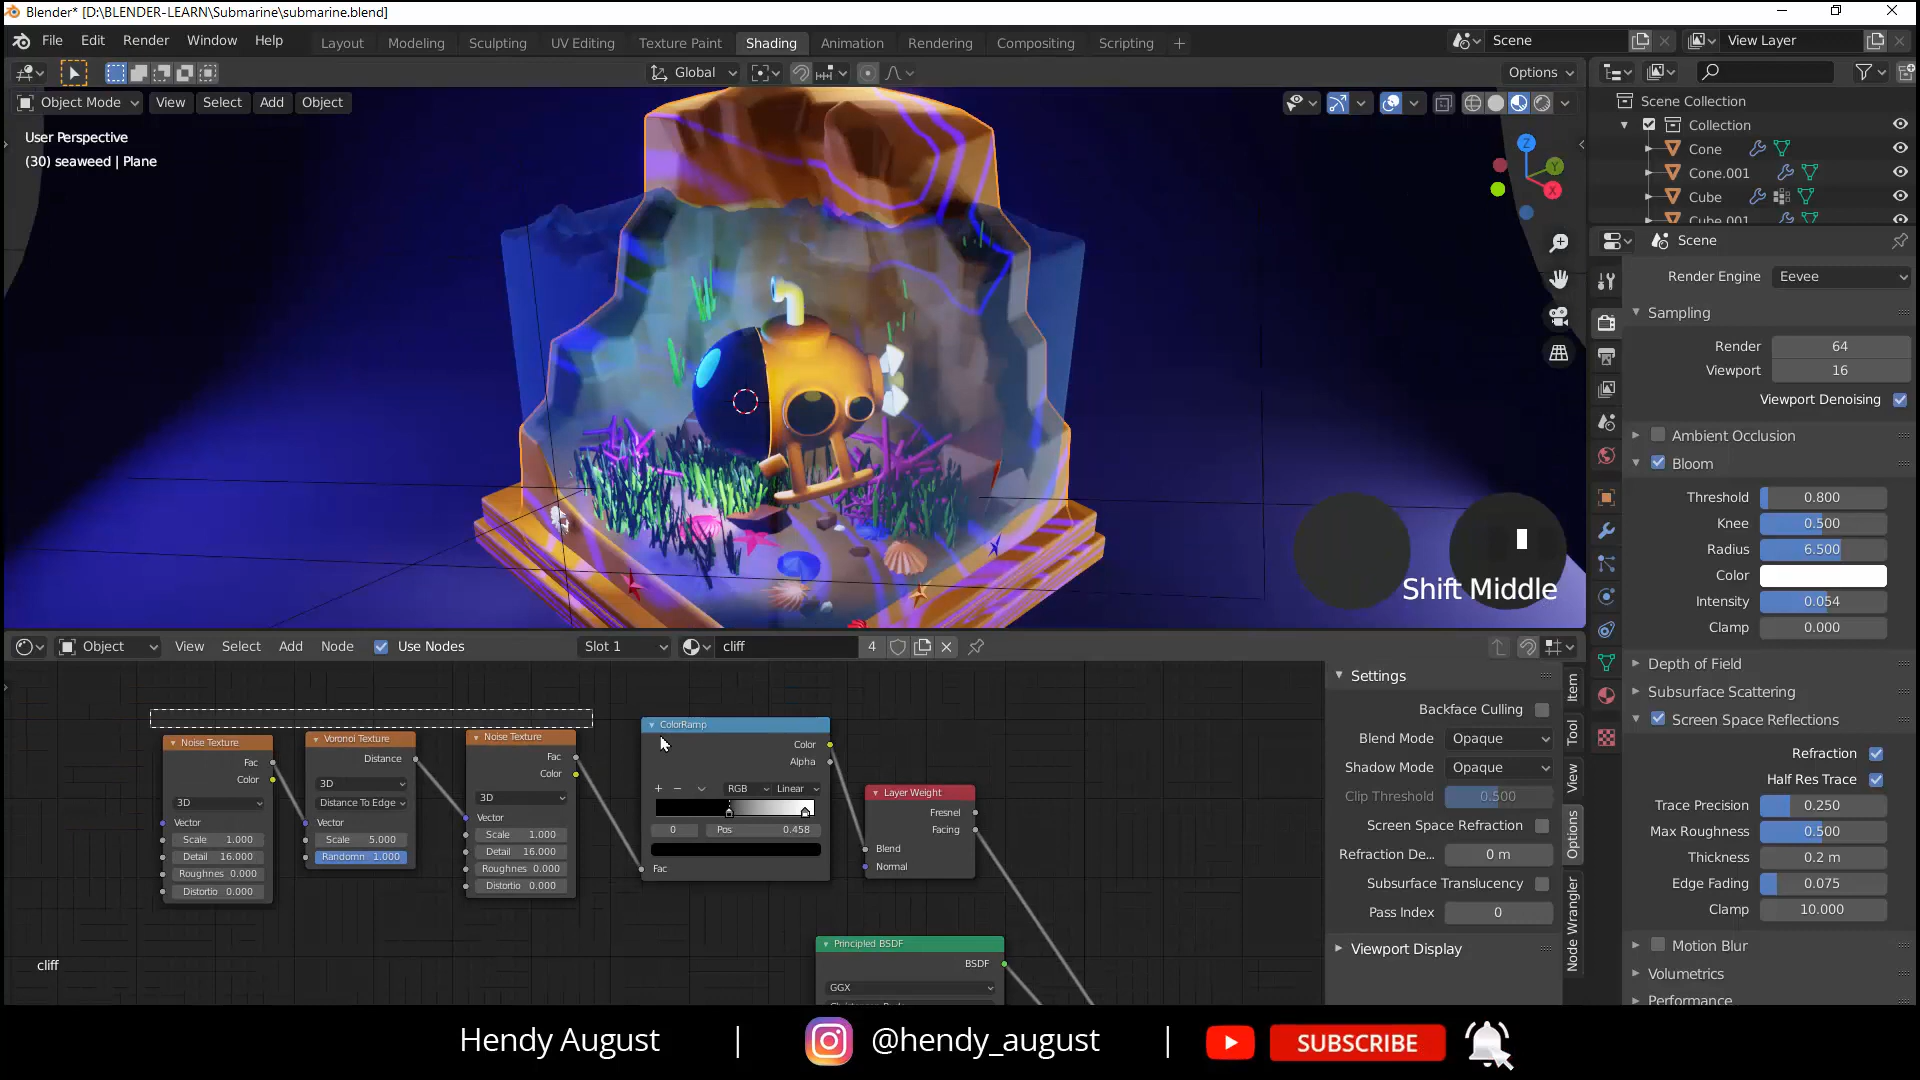 Blender* [D:\BLENDER-LEARN\Submarine\submarine.blend]
File Edit Render Window Help
Layout Modeling Sculpting UV Editing Texture Paint Shading Animation Rendering Compositing Scripting +
Scene
View Layer
Global
Options
Object Mode View Select Add Object
User Perspective
(30) seaweed | Plane
Z
Y
X
Shift Middle
Scene Collection
Collection
Cone
Cone.001
Cube
Cube.001
Scene
Render Engine Eevee
Sampling
Render 64
Viewport 16
Viewport Denoising
Ambient Occlusion
Bloom
Threshold 0.800
Knee 0.500
Radius 6.500
Color
Intensity 0.054
Clamp 0.000
Depth of Field
Subsurface Scattering
Screen Space Reflections
Refraction
Half Res Trace
Trace Precision 0.250
Max Roughness 0.500
Thickness 0.2 m
Edge Fading 0.075
Clamp 10.000
Motion Blur
Volumetrics
Performance
Object View Select Add Node Use Nodes Slot 1 cliff 4
Noise Texture
Fac
Color
3D
Vector
Scale 1.000
Detail 16.000
Roughnes 0.000
Distortio 0.000
Voronoi Texture
Distance
3D
Distance To Edge
Vector
Scale 5.000
Randomn 1.000
Noise Texture
Fac
Color
3D
Vector
Scale 1.000
Detail 16.000
Roughnes 0.000
Distortio 0.000
ColorRamp
Color
Alpha
+ − RGB Linear
0 Pos 0.458
Fac
Layer Weight
Fresnel
Facing
Blend
Normal
Principled BSDF
BSDF
GGX
cliff
Settings
Backface Culling
Blend Mode Opaque
Shadow Mode Opaque
Clip Threshold 0.500
Screen Space Refraction
Refraction De... 0 m
Subsurface Translucency
Pass Index 0
Viewport Display
Item
Tool
View
Options
Node Wrangler
Hendy August | @hendy_august | SUBSCRIBE